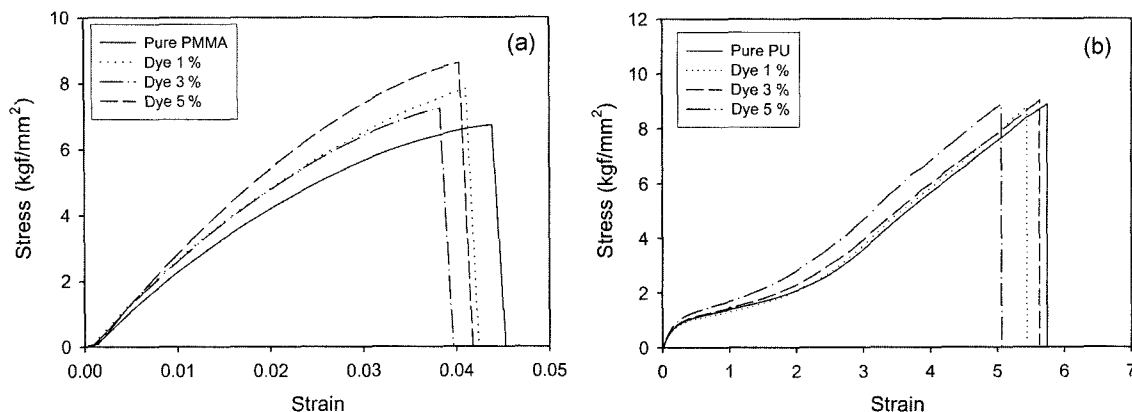 (a)
Pure PMMA
Dye 1 %
Dye 3 %
Dye 5 %
10
8
6
4
2
0
Stress (kgf/mm²)
0.00 0.01 0.02 0.03 0.04 0.05
Strain
(b)
Pure PU
Dye 1 %
Dye 3 %
Dye 5 %
12
10
8
6
4
2
0
Stress (kgf/mm²)
0 1 2 3 4 5 6 7
Strain